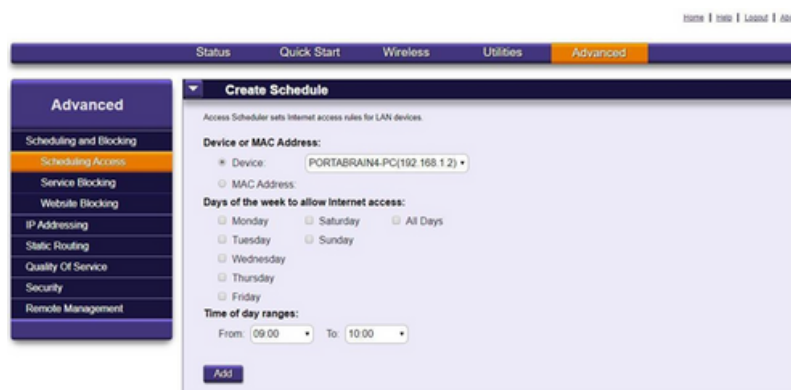 Home | Help | Logout |
Status Quick Start Wireless Utilities Advanced
Advanced
Scheduling and Blocking
Scheduling Access
Service Blocking
Website Blocking
IP Addressing
Static Routing
Quality Of Service
Security
Remote Management
Create Schedule
Access Scheduler sets Internet access rules for LAN devices.
Device or MAC Address:
Device: PORTABRAIN4-PC(192.168.1.2)
MAC Address:
Days of the week to allow Internet access:
Monday Saturday All Days
Tuesday Sunday
Wednesday
Thursday
Friday
Time of day ranges:
From: 09:00 To: 10:00
Add